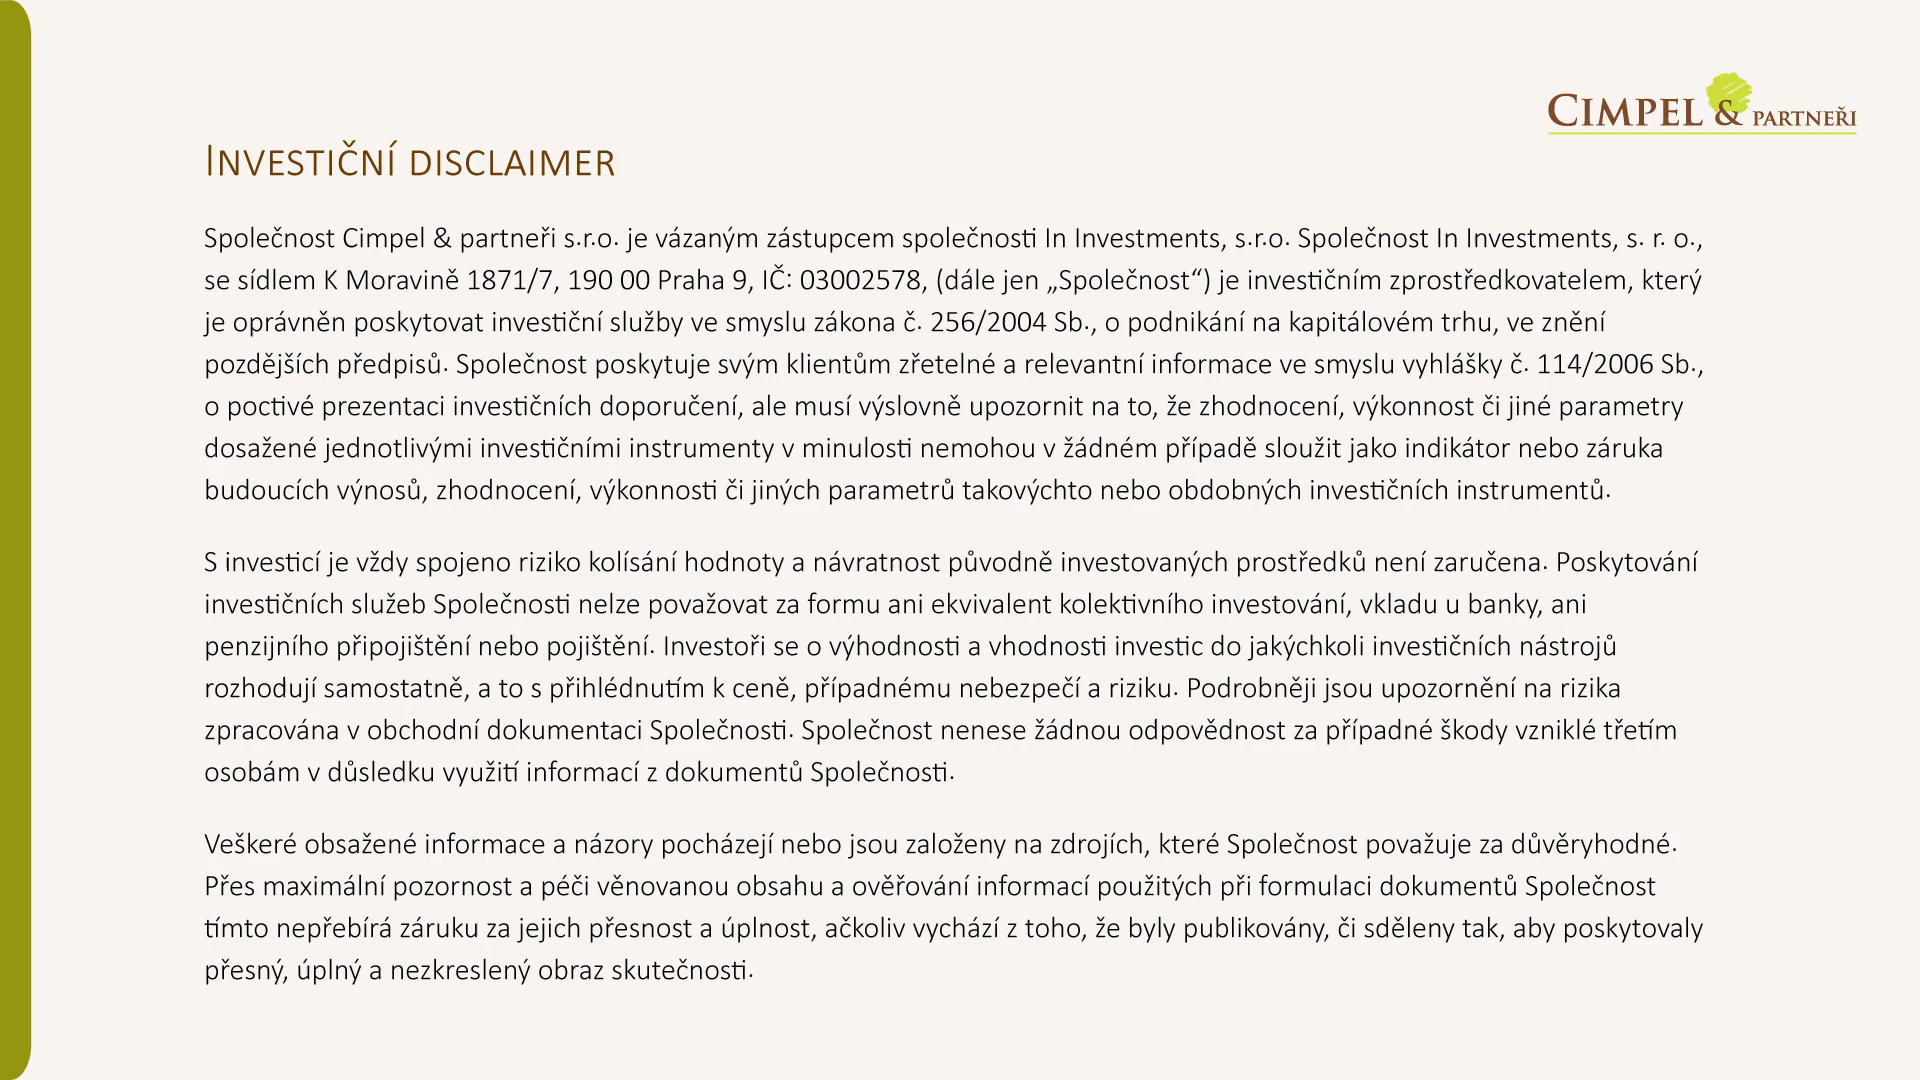 CIMPEL & PARTNEŘI
INVESTIČNÍ DISCLAIMER
Společnost Cimpel & partneři s.r.o. je vázaným zástupcem společnosti In Investments, s.r.o. Společnost In Investments, s. r. o.,
se sídlem K Moravině 1871/7, 190 00 Praha 9, IČ: 03002578, (dále jen „Společnost“) je investičním zprostředkovatelem, který
je oprávněn poskytovat investiční služby ve smyslu zákona č. 256/2004 Sb., o podnikání na kapitálovém trhu, ve znění
pozdějších předpisů. Společnost poskytuje svým klientům zřetelné a relevantní informace ve smyslu vyhlášky č. 114/2006 Sb.,
o poctivé prezentaci investičních doporučení, ale musí výslovně upozornit na to, že zhodnocení, výkonnost či jiné parametry
dosažené jednotlivými investičními instrumenty v minulosti nemohou v žádném případě sloužit jako indikátor nebo záruka
budoucích výnosů, zhodnocení, výkonnosti či jiných parametrů takovýchto nebo obdobných investičních instrumentů.
S investicí je vždy spojeno riziko kolísání hodnoty a návratnost původně investovaných prostředků není zaručena. Poskytování
investičních služeb Společností nelze považovat za formu ani ekvivalent kolektivního investování, vkladu u banky, ani
penzijního připojištění nebo pojištění. Investoři se o výhodnosti a vhodnosti investic do jakýchkoli investičních nástrojů
rozhodují samostatně, a to s přihlédnutím k ceně, případnému nebezpečí a riziku. Podrobněji jsou upozornění na rizika
zpracována v obchodní dokumentaci Společnosti. Společnost nenese žádnou odpovědnost za případné škody vzniklé třetím
osobám v důsledku využití informací z dokumentů Společnosti.
Veškeré obsažené informace a názory pocházejí nebo jsou založeny na zdrojích, které Společnost považuje za důvěryhodné.
Přes maximální pozornost a péči věnovanou obsahu a ověřování informací použitých při formulaci dokumentů Společnost
tímto nepřebírá záruku za jejich přesnost a úplnost, ačkoliv vychází z toho, že byly publikovány, či sděleny tak, aby poskytovaly
přesný, úplný a nezkreslený obraz skutečnosti.